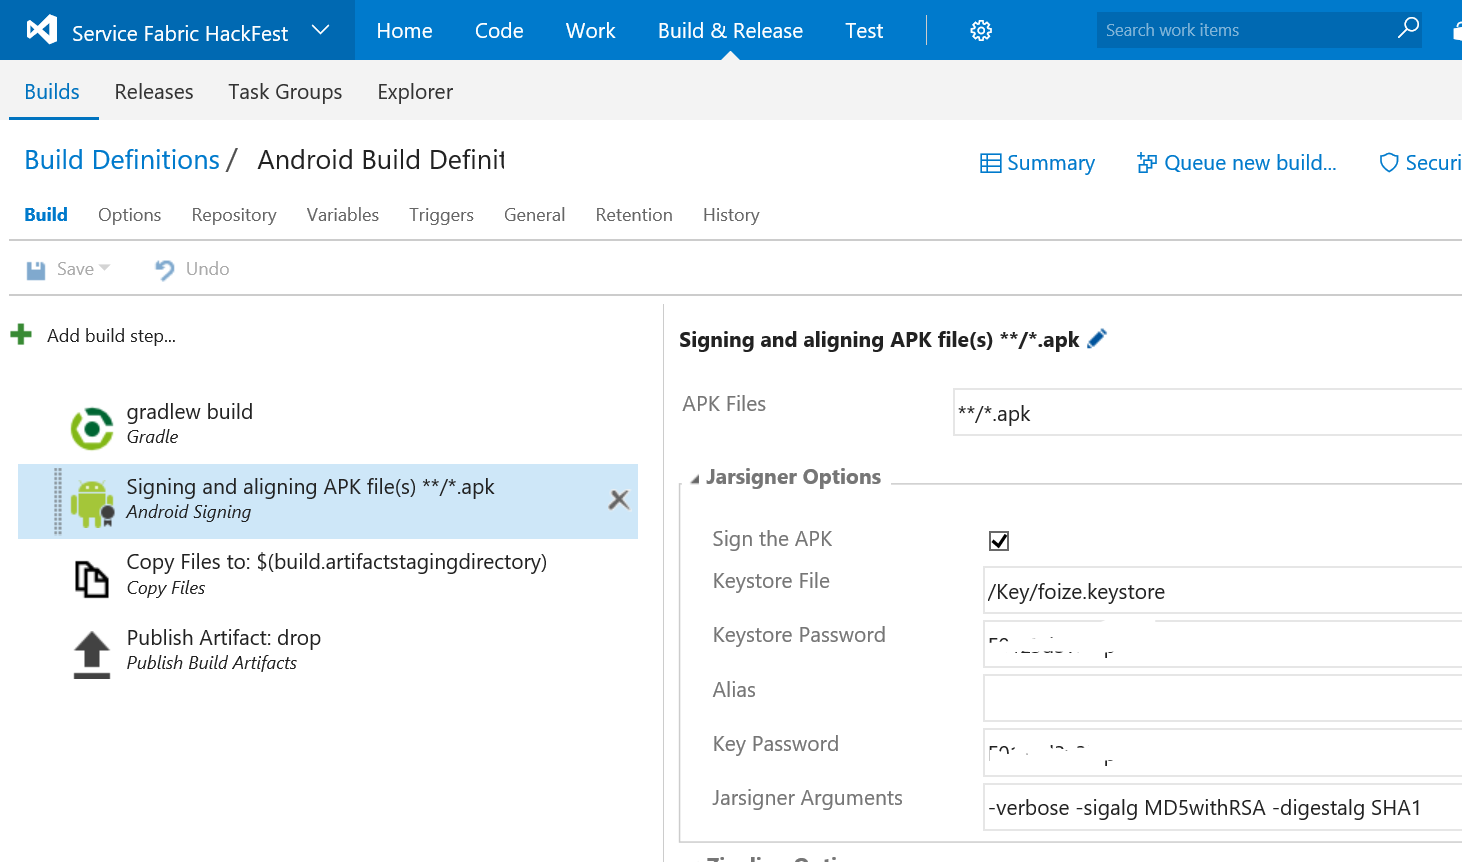 Service Fabric HackFest Home Code Work Build & Release Test Search work items
Builds Releases Task Groups Explorer
Build Definitions / Android Build Definit Summary Queue new build... Securi
Build Options Repository Variables Triggers General Retention History
Save Undo
Add build step...
gradlew build
Gradle
Signing and aligning APK file(s) **/*.apk
Android Signing
Copy Files to: $(build.artifactstagingdirectory)
Copy Files
Publish Artifact: drop
Publish Build Artifacts
Signing and aligning APK file(s) **/*.apk
APK Files **/*.apk
Jarsigner Options
Sign the APK
Keystore File /Key/foize.keystore
Keystore Password
Alias
Key Password
Jarsigner Arguments -verbose -sigalg MD5withRSA -digestalg SHA1